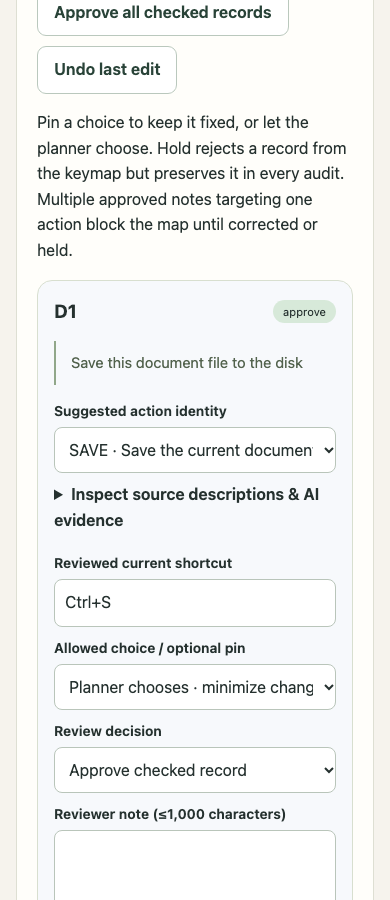 Approve all checked records
Undo last edit
Pin a choice to keep it fixed, or let the
planner choose. Hold rejects a record from
the keymap but preserves it in every audit.
Multiple approved notes targeting one
action block the map until corrected or
held.
D1
approve
Save this document file to the disk
Suggested action identity
SAVE · Save the current document
Inspect source descriptions & AI
evidence
Reviewed current shortcut
Ctrl+S
Allowed choice / optional pin
Planner chooses · minimize chang
Review decision
Approve checked record
Reviewer note (≤1,000 characters)